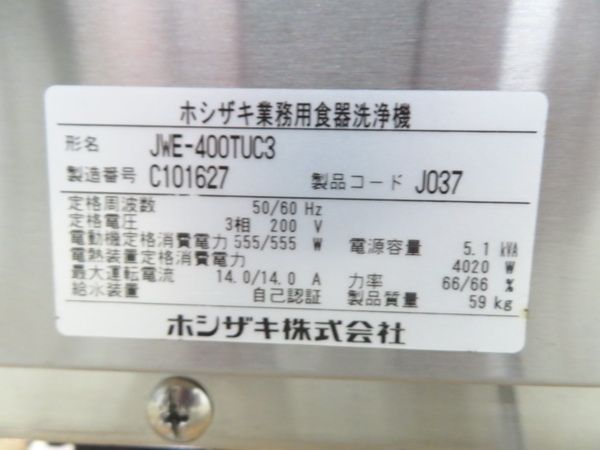 ホシザキ業務用食器洗浄機
形名 JWE-400TUC3
製造番号 C101627 製品コード J037
定格周波数 50/60 Hz
定格電圧 3相 200 V
電動機定格消費電力 555/555 W 電源容量 5.1 kVA
電熱装置定格消費電力 4020 W
最大運転電流 14.0/14.0 A 力率 66/66 %
給水装置 自己認証 製品質量 59 kg
ホシザキ株式会社